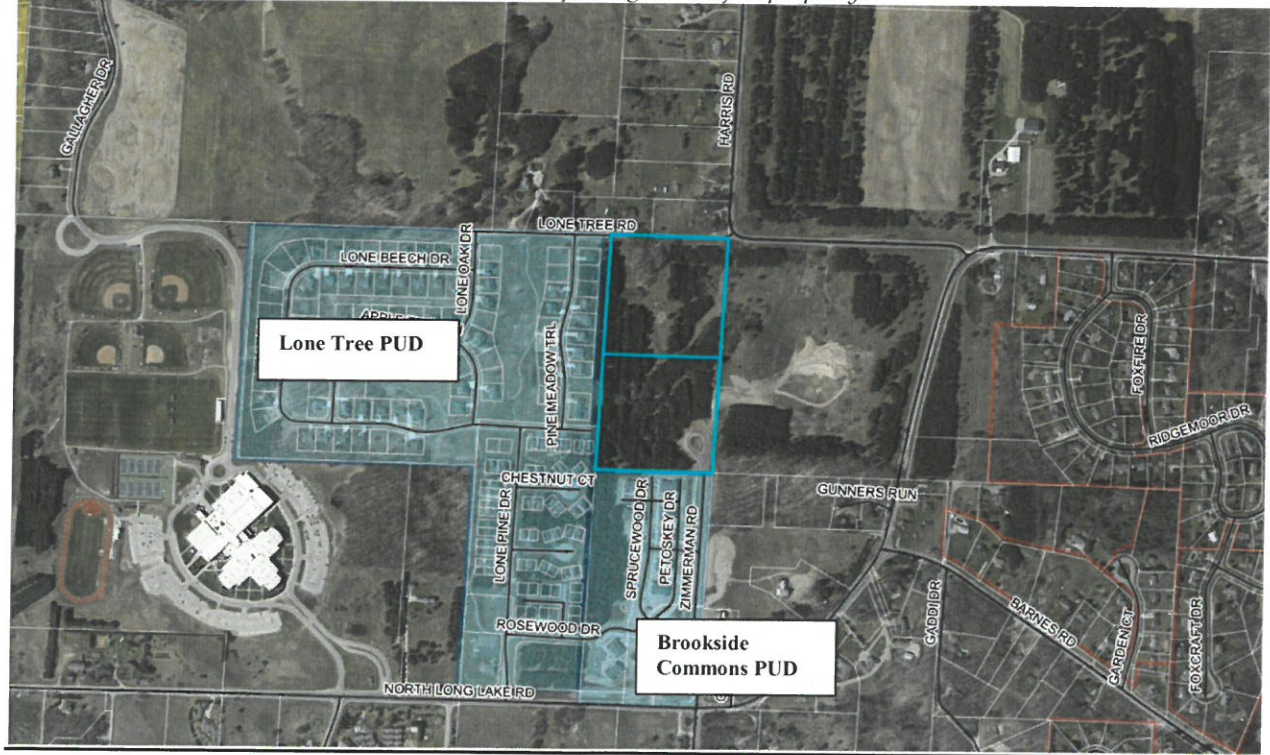 GALLAGHER DR
HARRIS RD
LONE TREE RD
LONE BEECH DR
LONE OAK DR
Lone Tree PUD
PINE MEADOW TRL
FOXFIRE DR
RIDGEMOOR DR
CHESTNUT CT
LONE PINE DR
SPRUCEWOOD DR
PETOSKEY DR
ZIMMERMAN RD
GUNNERS RUN
ROSEWOOD DR
Brookside
Commons PUD
GADDI DR
BARNES RD
GARDEN CT
FOXCRAFT DR
NORTH LONG LAKE RD